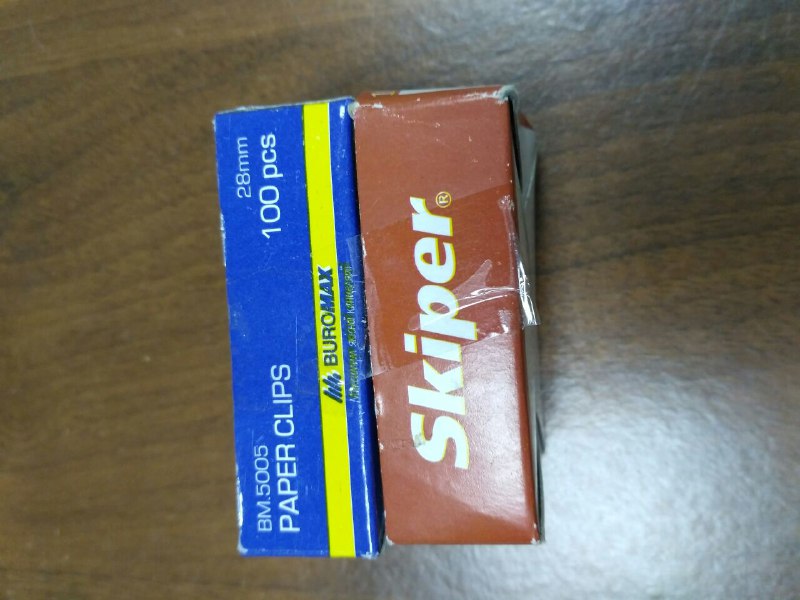 BM.5005
PAPER CLIPS
28mm
100 pcs
BUROMAX
Skiper®